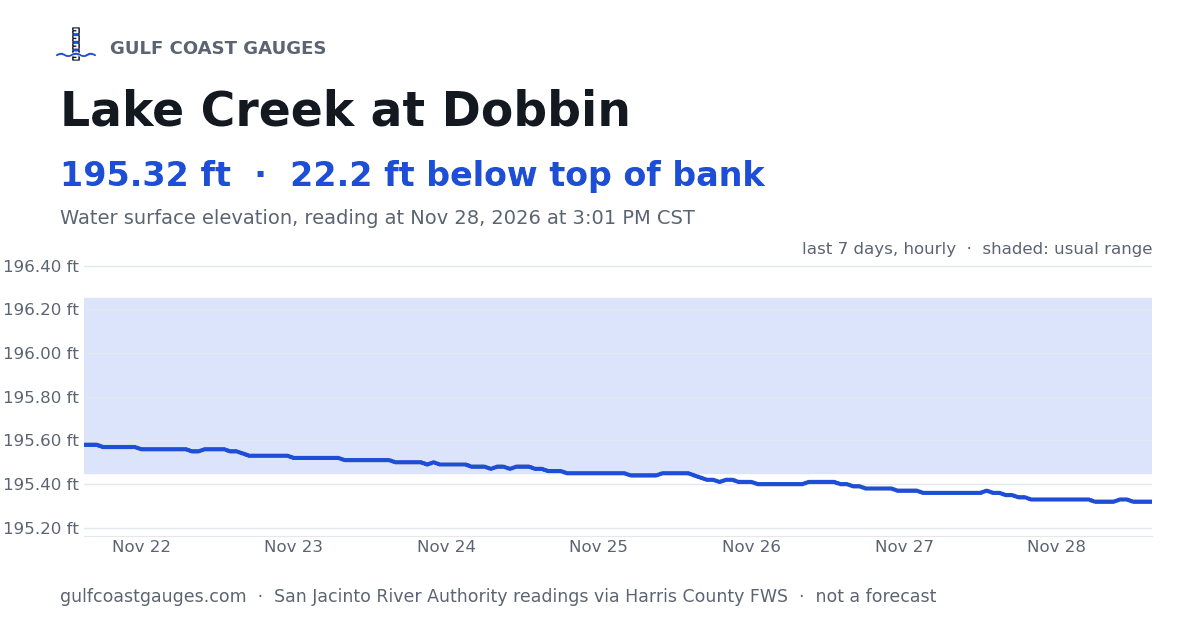 GULF COAST GAUGES
Lake Creek at Dobbin
195.32 ft · 22.2 ft below top of bank
Water surface elevation, reading at Nov 28, 2026 at 3:01 PM CST
last 7 days, hourly · shaded: usual range
196.40 ft
196.20 ft
196.00 ft
195.80 ft
195.60 ft
195.40 ft
195.20 ft
Nov 22 Nov 23 Nov 24 Nov 25 Nov 26 Nov 27 Nov 28
gulfcoastgauges.com · San Jacinto River Authority readings via Harris County FWS · not a forecast